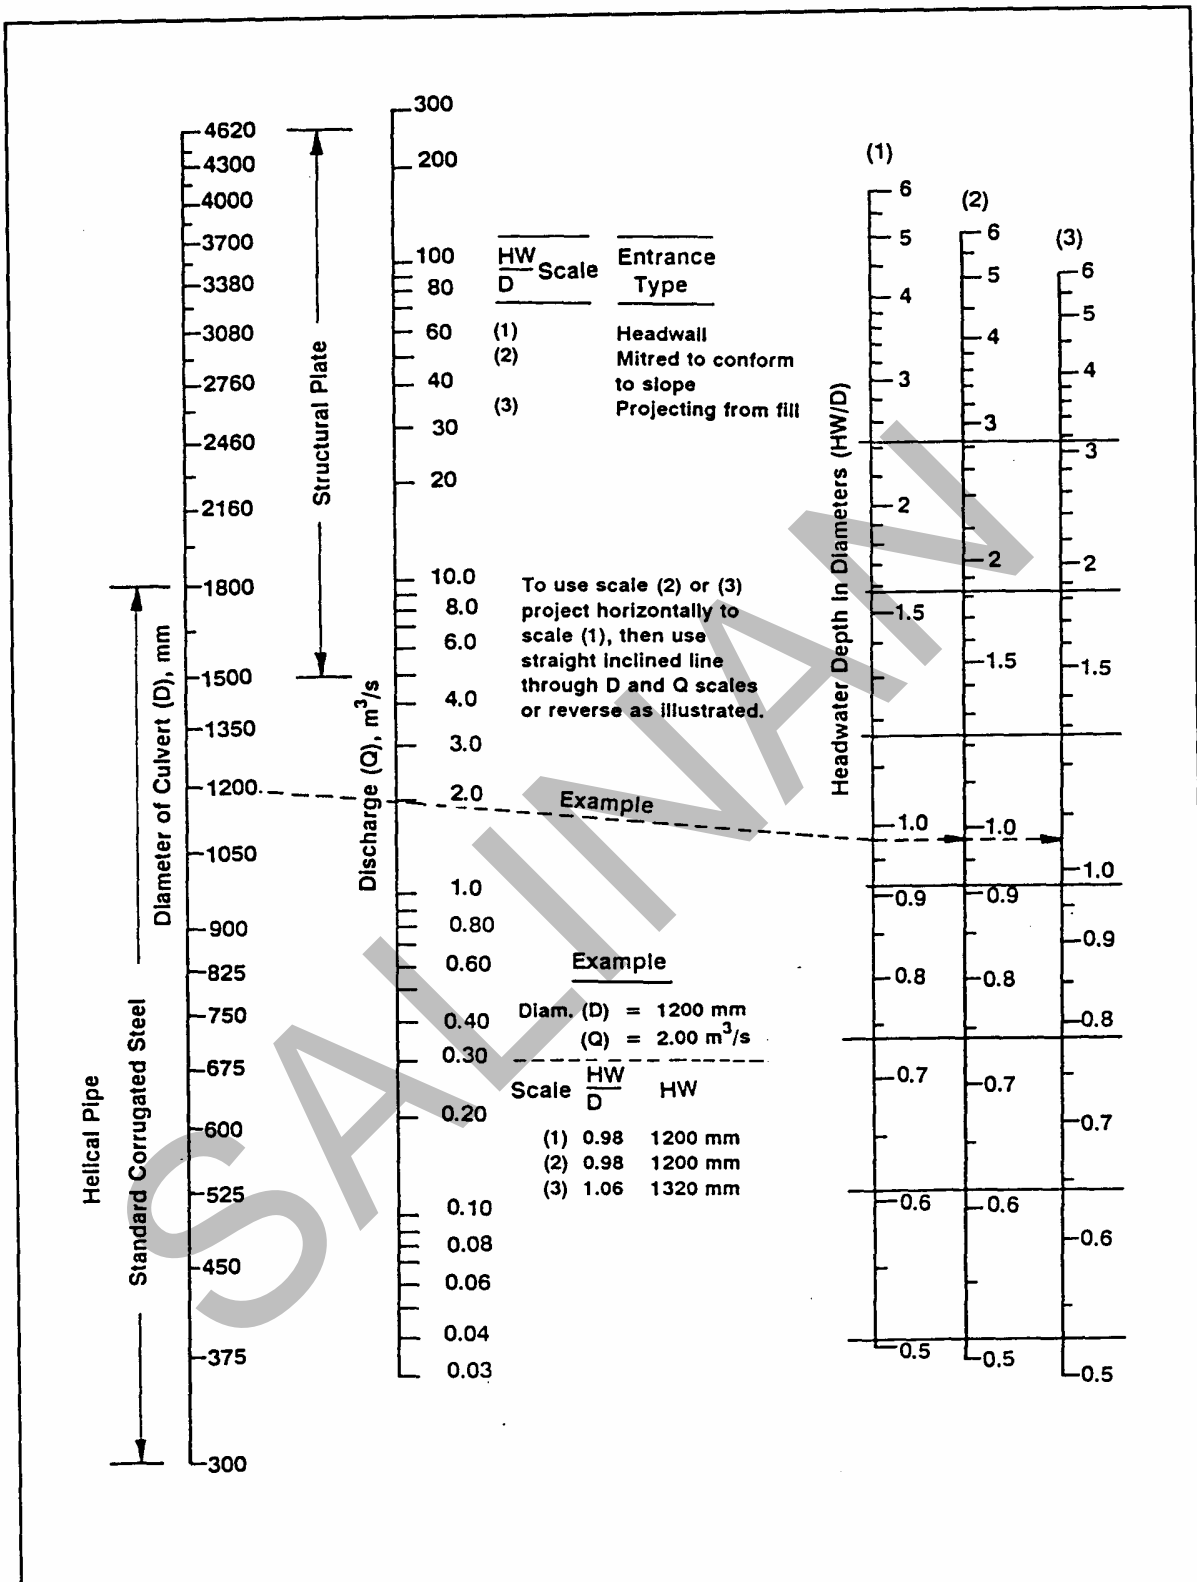 4620
4300
4000
3700
3380
3080
2760
2460
2160
1800
1500
1350
1200
1050
900
825
750
675
600
525
450
375
300
Diameter of Culvert (D), mm
Helical Pipe
Standard Corrugated Steel
Structural Plate
300
200
100
80
60
40
30
20
10.0
8.0
6.0
4.0
3.0
2.0
1.0
0.80
0.60
0.40
0.30
0.20
0.10
0.08
0.06
0.04
0.03
Discharge (Q), m³/s
HW
D
Scale
Entrance
Type
(1) Headwall
(2) Mitred to conform
to slope
(3) Projecting from fill
To use scale (2) or (3)
project horizontally to
scale (1), then use
straight inclined line
through D and Q scales
or reverse as illustrated.
Example
Example
Diam. (D) = 1200 mm
(Q) = 2.00 m³/s
Scale HW/D HW
(1) 0.98 1200 mm
(2) 0.98 1200 mm
(3) 1.06 1320 mm
Headwater Depth In Diameters (HW/D)
(1)
6
5
4
3
2
1.5
1.0
0.9
0.8
0.7
0.6
0.5
(2)
6
5
4
3
2
1.5
1.0
0.9
0.8
0.7
0.6
0.5
(3)
6
5
4
3
2
1.5
1.0
0.9
0.8
0.7
0.6
0.5
SALINAN